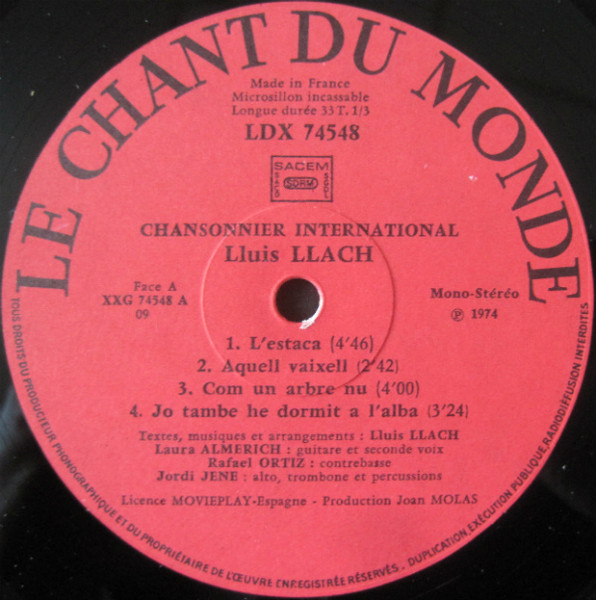 LE CHANT DU MONDE
Made in France
Microsillon incassable
Longue durée 33 T. 1/3
LDX 74548
SACEM
SDRM
CHANSONNIER INTERNATIONAL
Lluis LLACH
Face A
XXG 74548 A
09
Mono-Stéréo
Ⓟ 1974
1. L'estaca (4'46)
2. Aquell vaixell (2'42)
3. Com un arbre nu (4'00)
4. Jo tambe he dormit a l'alba (3'24)
Textes, musiques et arrangements : Lluis LLACH
Laura ALMERICH : guitare et seconde voix
Rafael ORTIZ : contrebasse
Jordi JENE : alto, trombone et percussions
Licence MOVIEPLAY-Espagne - Production Joan MOLAS
TOUS DROITS DU PRODUCTEUR PHONOGRAPHIQUE ET DU PROPRIÉTAIRE DE L'ŒUVRE ENREGISTRÉE RÉSERVÉS. DUPLICATION, EXÉCUTION PUBLIQUE, RADIODIFFUSION INTERDITES